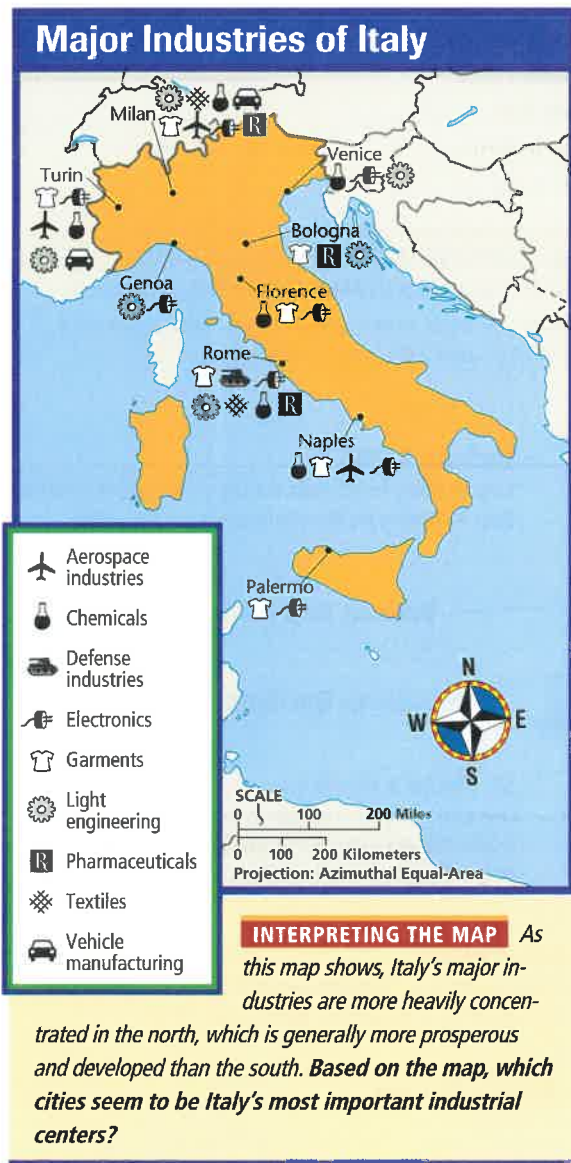 Major Industries of Italy
Milan
Turin
Venice
Bologna
Genoa
Florence
Rome
Naples
Palermo
Aerospace
industries
Chemicals
Defense
industries
Electronics
Garments
Light
engineering
Pharmaceuticals
Textiles
Vehicle
manufacturing
N
W
E
S
SCALE
0 100 200 Miles
0 100 200 Kilometers
Projection: Azimuthal Equal-Area
INTERPRETING THE MAP As
this map shows, Italy's major in-
dustries are more heavily concen-
trated in the north, which is generally more prosperous
and developed than the south. Based on the map, which
cities seem to be Italy's most important industrial
centers?